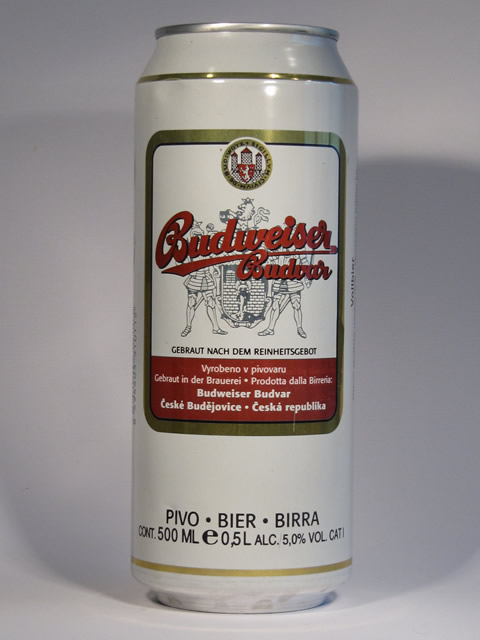 Budweiser
Budvar
GEBRAUT NACH DEM REINHEITSGEBOT
Vyrobeno v pivovaru
Gebraut in der Brauerei • Prodotta dalla Birreria:
Budweiser Budvar
České Budějovice • Česká republika
PIVO • BIER • BIRRA
CONT. 500 ML e 0,5L ALC. 5,0% VOL. CAT I
Vollbier